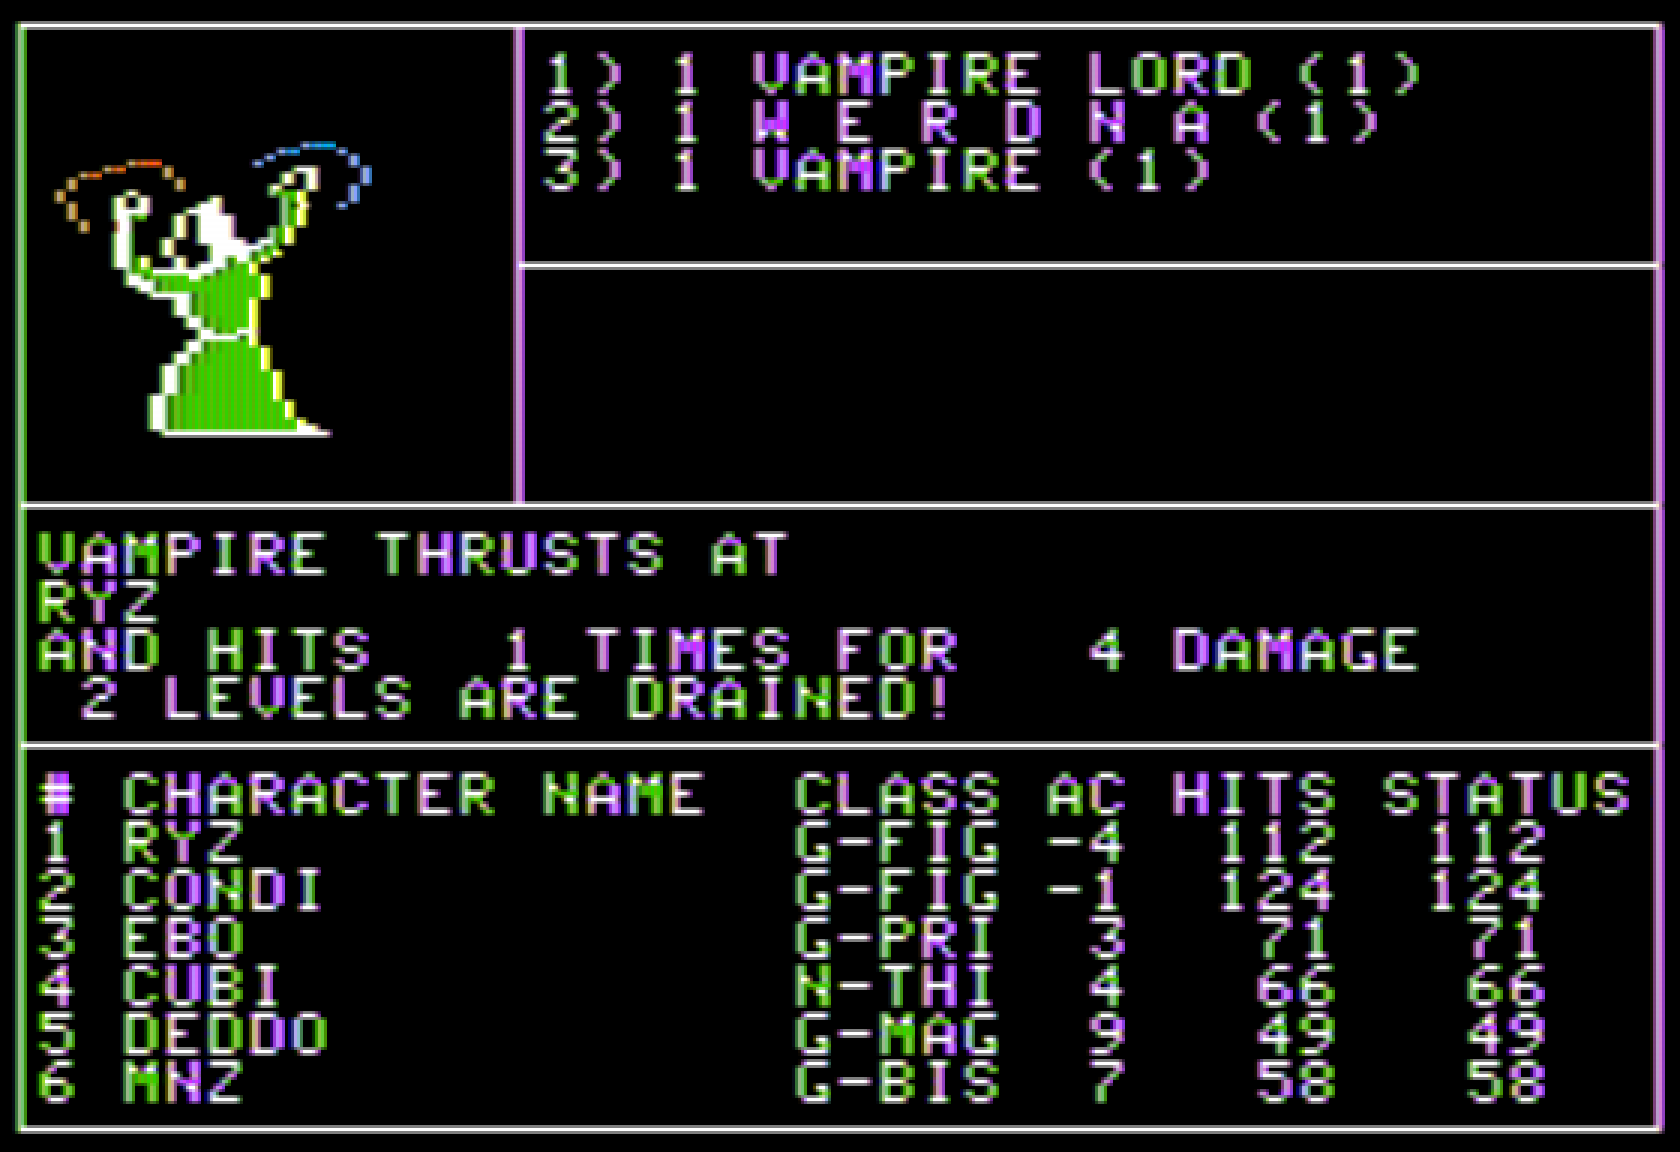 1) 1 VAMPIRE LORD (1)
2) 1 W E R D N A (1)
3) 1 VAMPIRE (1)
VAMPIRE THRUSTS AT
RYZ
AND HITS 1 TIMES FOR 4 DAMAGE
2 LEVELS ARE DRAINED!
# CHARACTER NAME CLASS AC HITS STATUS
1 RYZ G-FIG -4 112 112
2 CONDI G-FIG -1 124 124
3 EBO G-PRI 3 71 71
4 CUBI N-THI 4 66 66
5 DEDDO G-MAG 9 49 49
6 MNZ G-BIS 7 58 58